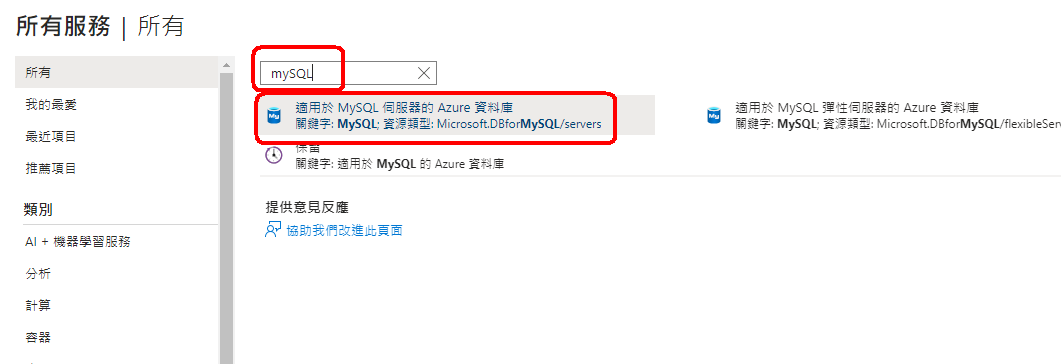 所有服務 | 所有
所有
我的最愛
最近項目
推薦項目
類別
AI + 機器學習服務
分析
計算
容器
mySQL
適用於 MySQL 伺服器的 Azure 資料庫
關鍵字: MySQL; 資源類型: Microsoft.DBforMySQL/servers
適用於 MySQL 彈性伺服器的 Azure 資料庫
關鍵字: MySQL; 資源類型: Microsoft.DBforMySQL/flexibleServ
保留
關鍵字: 適用於 MySQL 的 Azure 資料庫
提供意見反應
協助我們改進此頁面